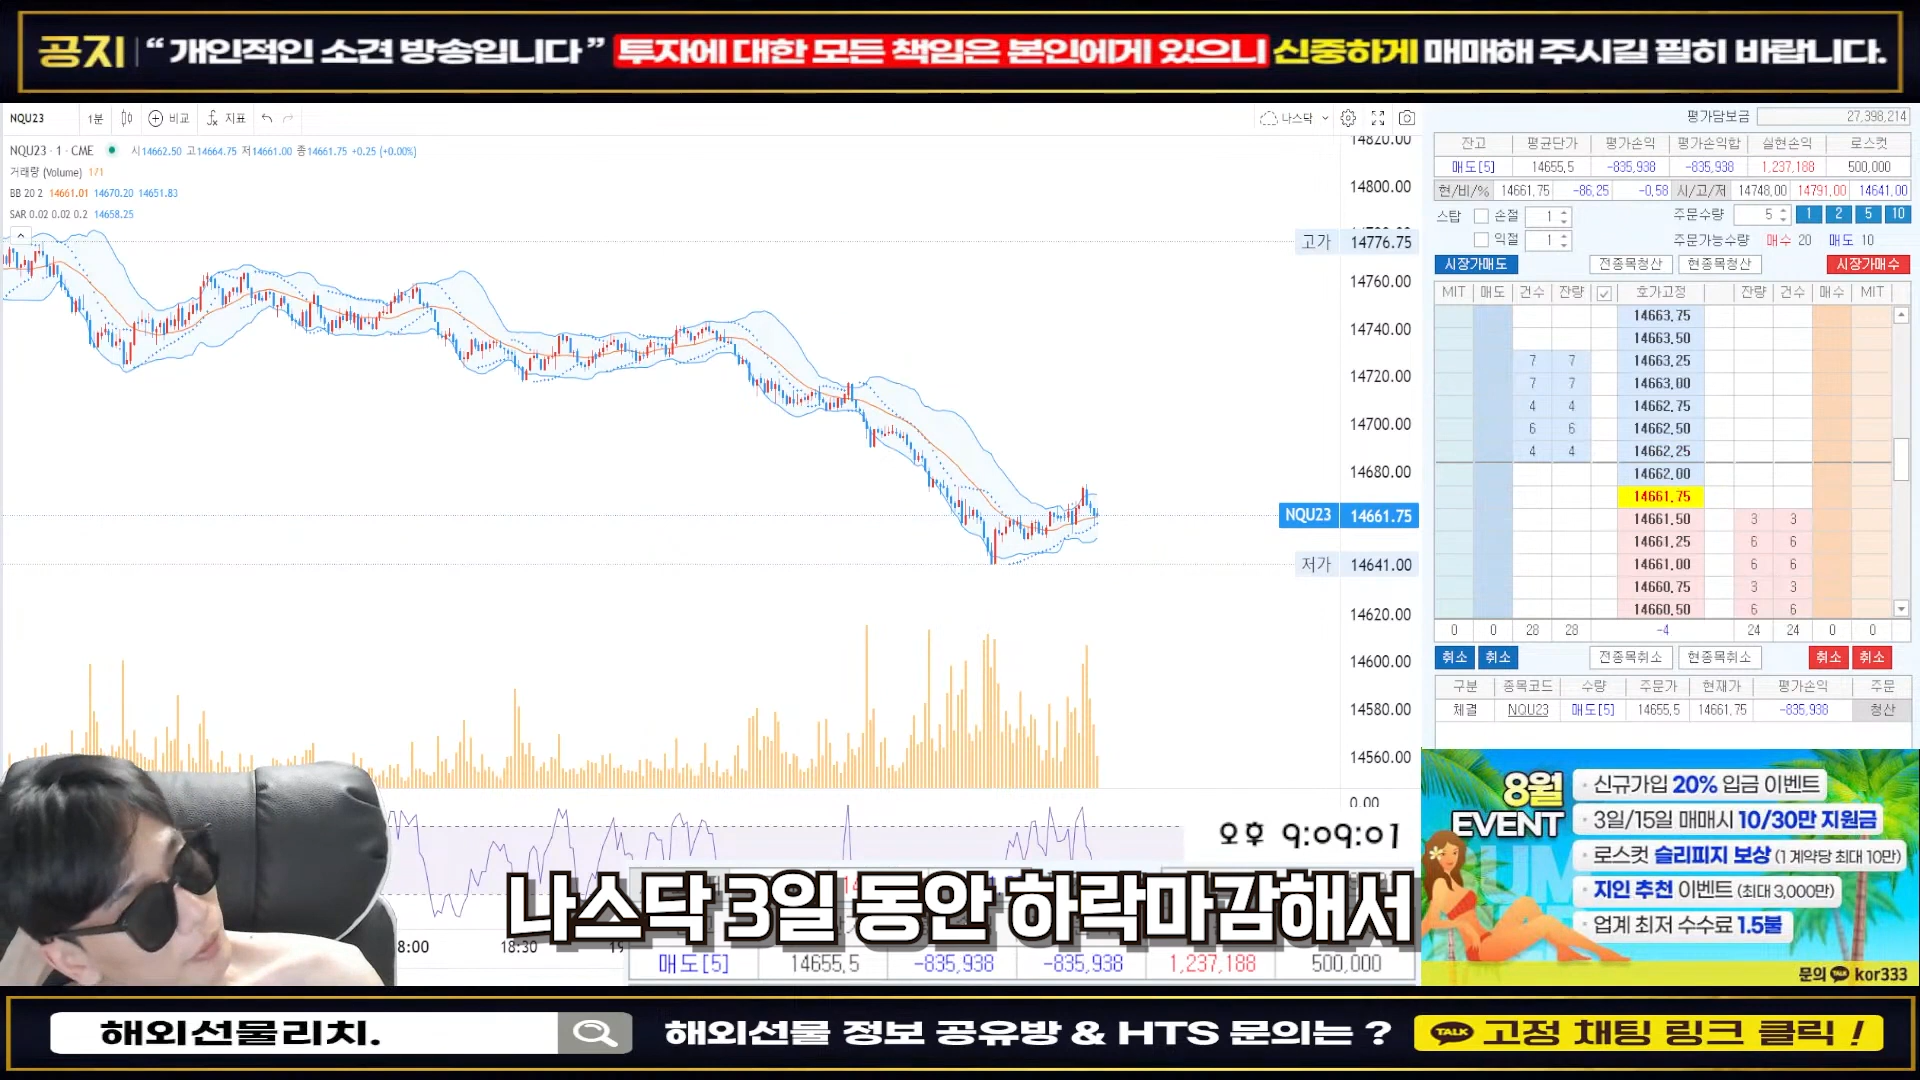 공지 | “ 개인적인 소견 방송입니다 ” 투자에 대한 모든 책임은 본인에게 있으니 신중하게 매매해 주시길 필히 바랍니다.
NQU23 1분 비교 지표 나스닥
NQU23 · 1 · CME 시14662.50 고14664.75 저14661.00 종14661.75 +0.25 (+0.00%)
거래량 (Volume) 171
BB 20 2 14661.01 14670.20 14651.83
SAR 0.02 0.02 0.2 14658.25
14820.00
14800.00
고가 14776.75
14760.00
14740.00
14720.00
14700.00
14680.00
NQU23 14661.75
저가 14641.00
14620.00
14600.00
14580.00
14560.00
0.00
평가담보금 27,398,214
잔고 평균단가 평가손익 평가손익합 실현손익 로스컷
매도[5] 14655.5 -835,938 -835,938 1,237,188 500,000
현/비/% 14661.75 -86.25 -0.58 시/고/저 14748.00 14791.00 14641.00
스탑 손절 1 주문수량 5 1 2 5 10
익절 1 주문가능수량 매수 20 매도 10
시장가매도 전종목청산 현종목청산 시장가매수
MIT 매도 건수 잔량 호가고정 잔량 건수 매수 MIT
14663.75
14663.50
7 7 14663.25
7 7 14663.00
4 4 14662.75
6 6 14662.50
4 4 14662.25
14662.00
14661.75
14661.50 3 3
14661.25 6 6
14661.00 6 6
14660.75 3 3
14660.50 6 6
0 0 28 28 -4 24 24 0 0
취소 취소 전종목취소 현종목취소 취소 취소
구분 종목코드 수량 주문가 현재가 평가손익 주문
체결 NQU23 매도[5] 14655.5 14661.75 -835,938 청산
오후 9:09:01
8:00 18:30 19
나스닥 3일 동안 하락마감해서
매도[5] 14655.5 -835,938 -835,938 1,237,188 500,000
8월 EVENT
· 신규가입 20% 입금 이벤트
· 3일/15일 매매시 10/30만 지원금
· 로스컷 슬리피지 보상 (1 계약당 최대 10만)
· 지인 추천 이벤트 (최대 3,000만)
· 업계 최저 수수료 1.5불
문의 TALK kor333
해외선물리치.
해외선물 정보 공유방 & HTS 문의는 ?
TALK 고정 채팅 링크 클릭 !